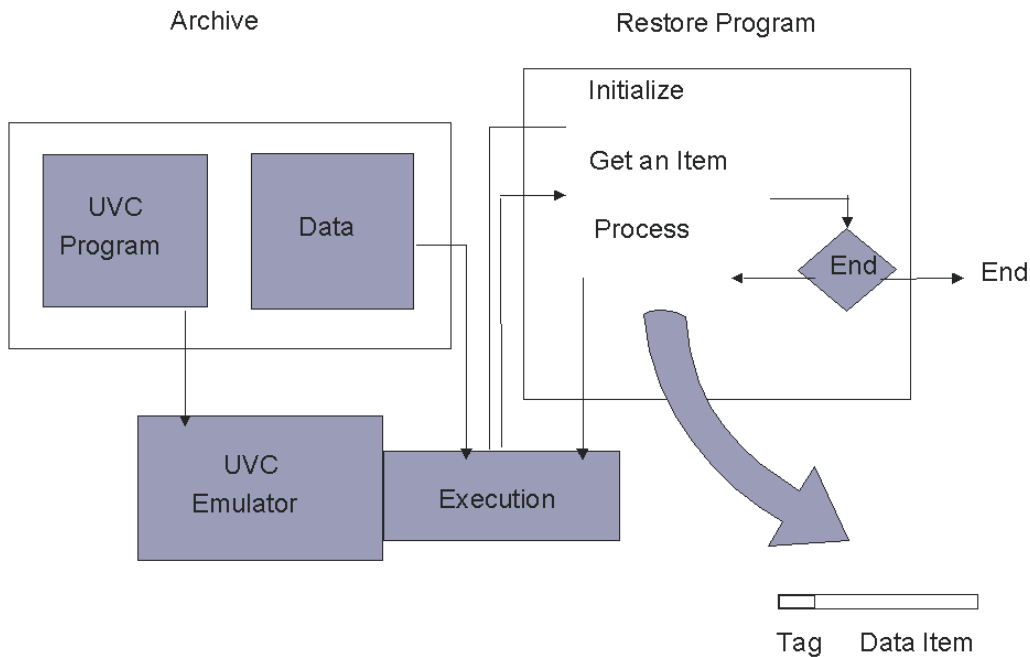 Archive
Restore Program
Initialize
Get an Item
Process
UVC
Program
Data
End
End
UVC
Emulator
Execution
Tag
Data Item